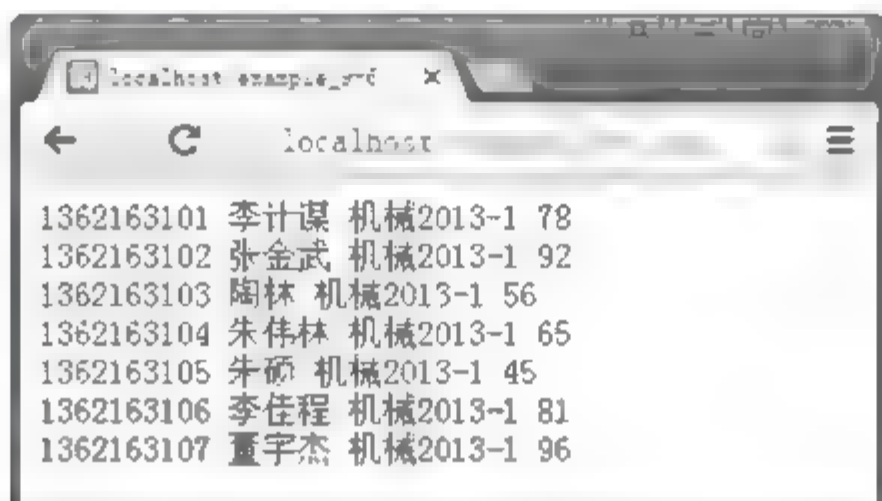 localhost
localhost
1362163101 李计谋 机械2013-1 78
1362163102 张金武 机械2013-1 92
1362163103 陶林 机械2013-1 56
1362163104 朱伟林 机械2013-1 65
1362163105 朱硕 机械2013-1 45
1362163106 李佳程 机械2013-1 81
1362163107 董宇杰 机械2013-1 96